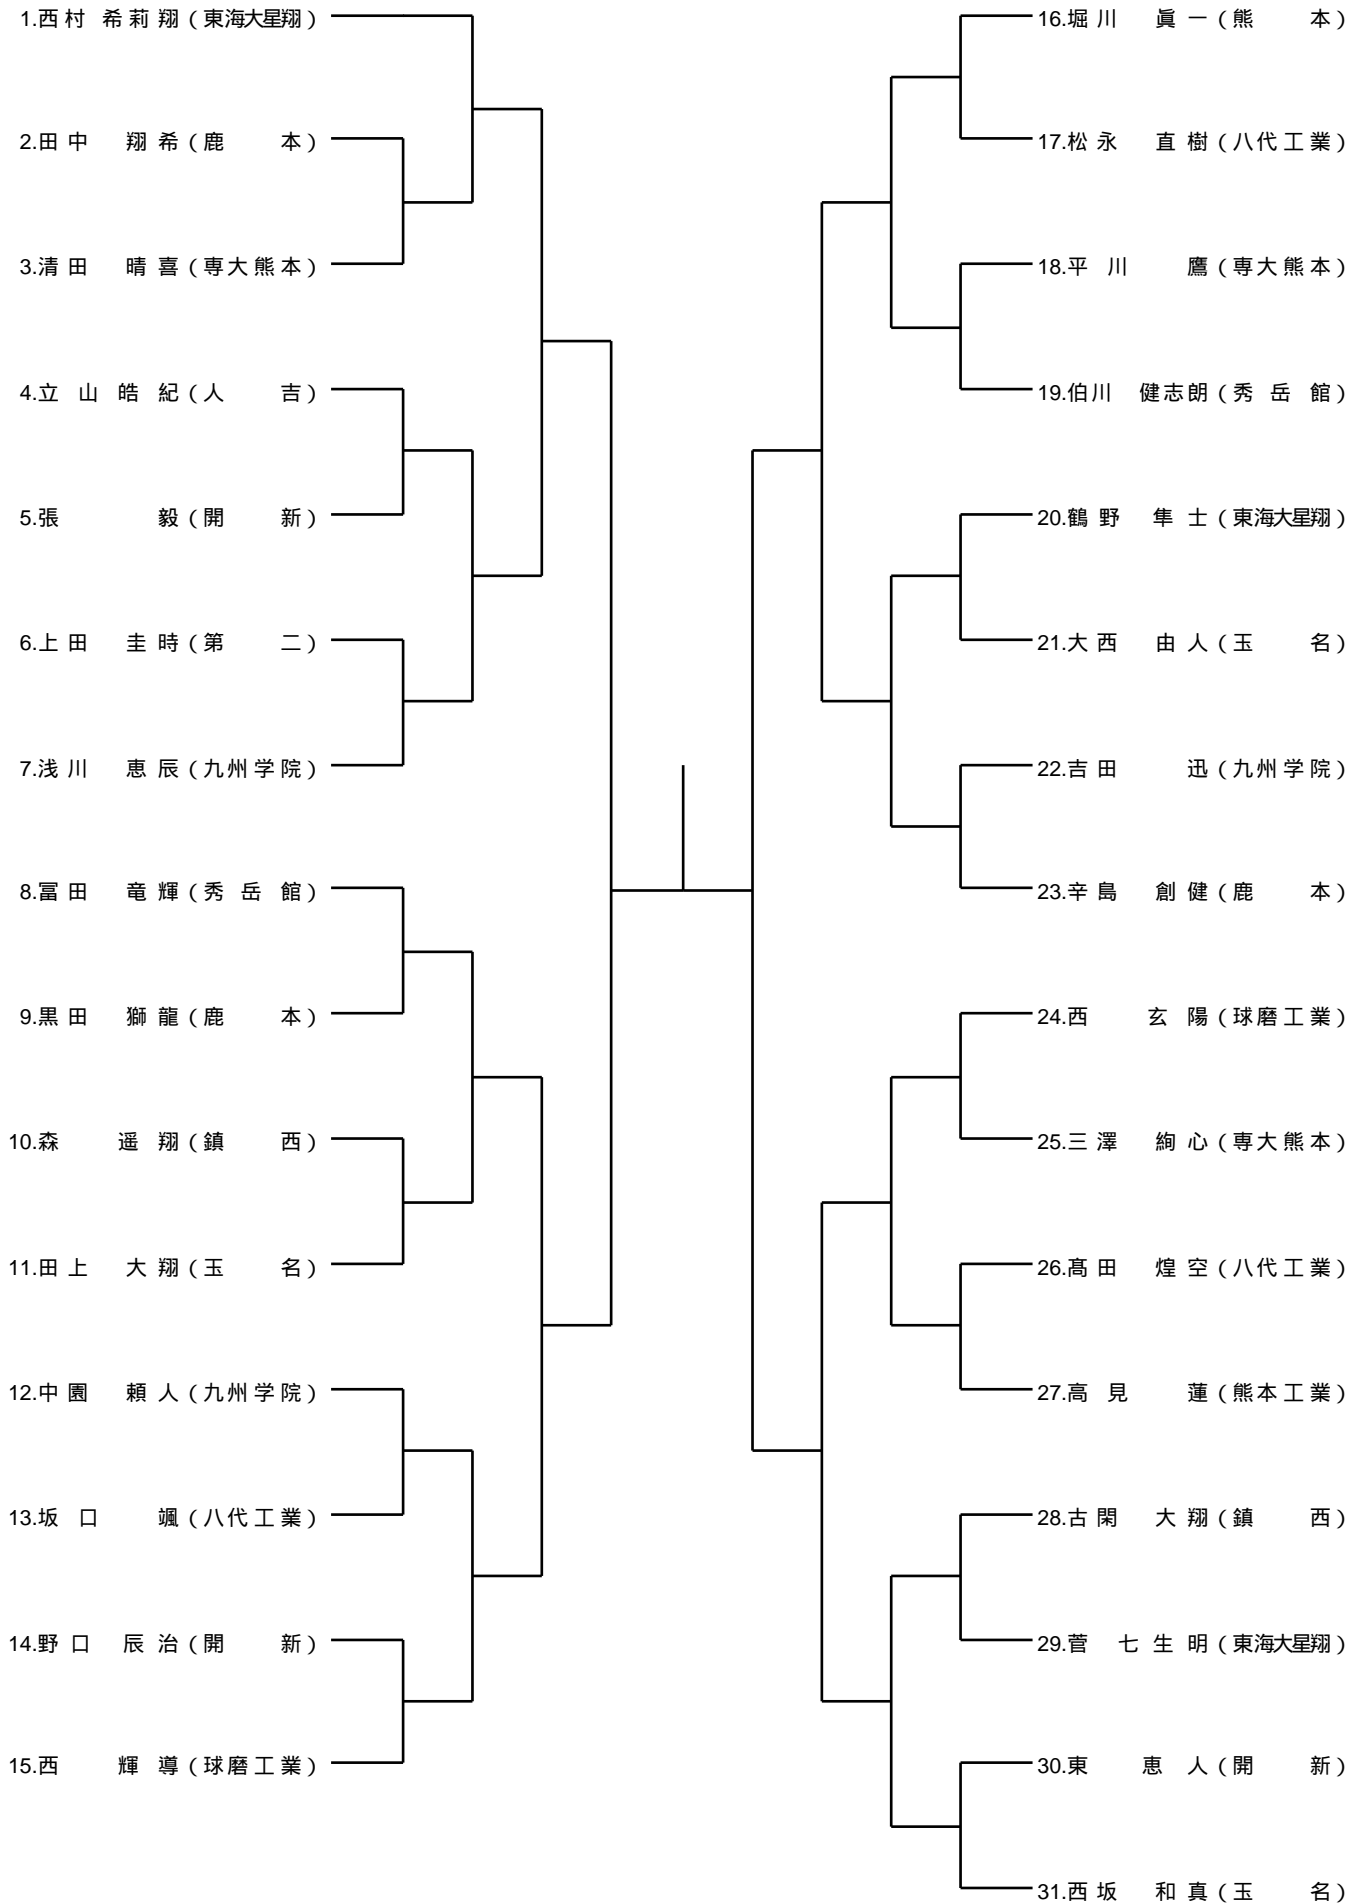 1.西村 希莉翔(東海大星翔)
2.田中 翔希(鹿 本)
3.清田 晴喜(専大熊本)
4.立山皓紀(人 吉)
5.張 毅(開 新)
6.上田 圭時(第 二)
7.浅川 恵辰(九州学院)
8.冨田 竜輝(秀岳館)
9.黒田 獅龍(鹿 本)
10.森 遥翔(鎮 西)
11.田上 大翔(玉 名)
12.中園 頼人(九州学院)
13.坂口 颯(八代工業)
14.野口 辰治(開 新)
15.西 輝導(球磨工業)
16.堀川 眞一(熊 本)
17.松永 直樹(八代工業)
18.平川 鷹(専大熊本)
19.伯川 健志朗(秀岳館)
20.鶴野 隼士(東海大星翔)
21.大西 由人(玉 名)
22.吉田 迅(九州学院)
23.辛島 創健(鹿 本)
24.西 玄陽(球磨工業)
25.三澤 絢心(専大熊本)
26.髙田 煌空(八代工業)
27.高見 蓮(熊本工業)
28.古閑 大翔(鎮 西)
29.菅 七生明(東海大星翔)
30.東 恵人(開 新)
31.西坂 和真(玉 名)